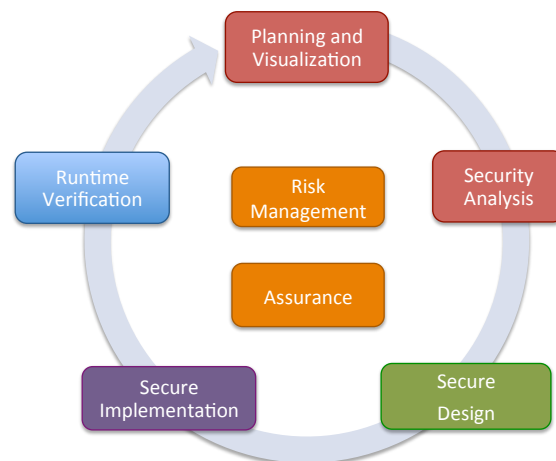 Planning and
Visualization
Runtime
Verification
Risk
Management
Security
Analysis
Assurance
Secure
Implementation
Secure
Design